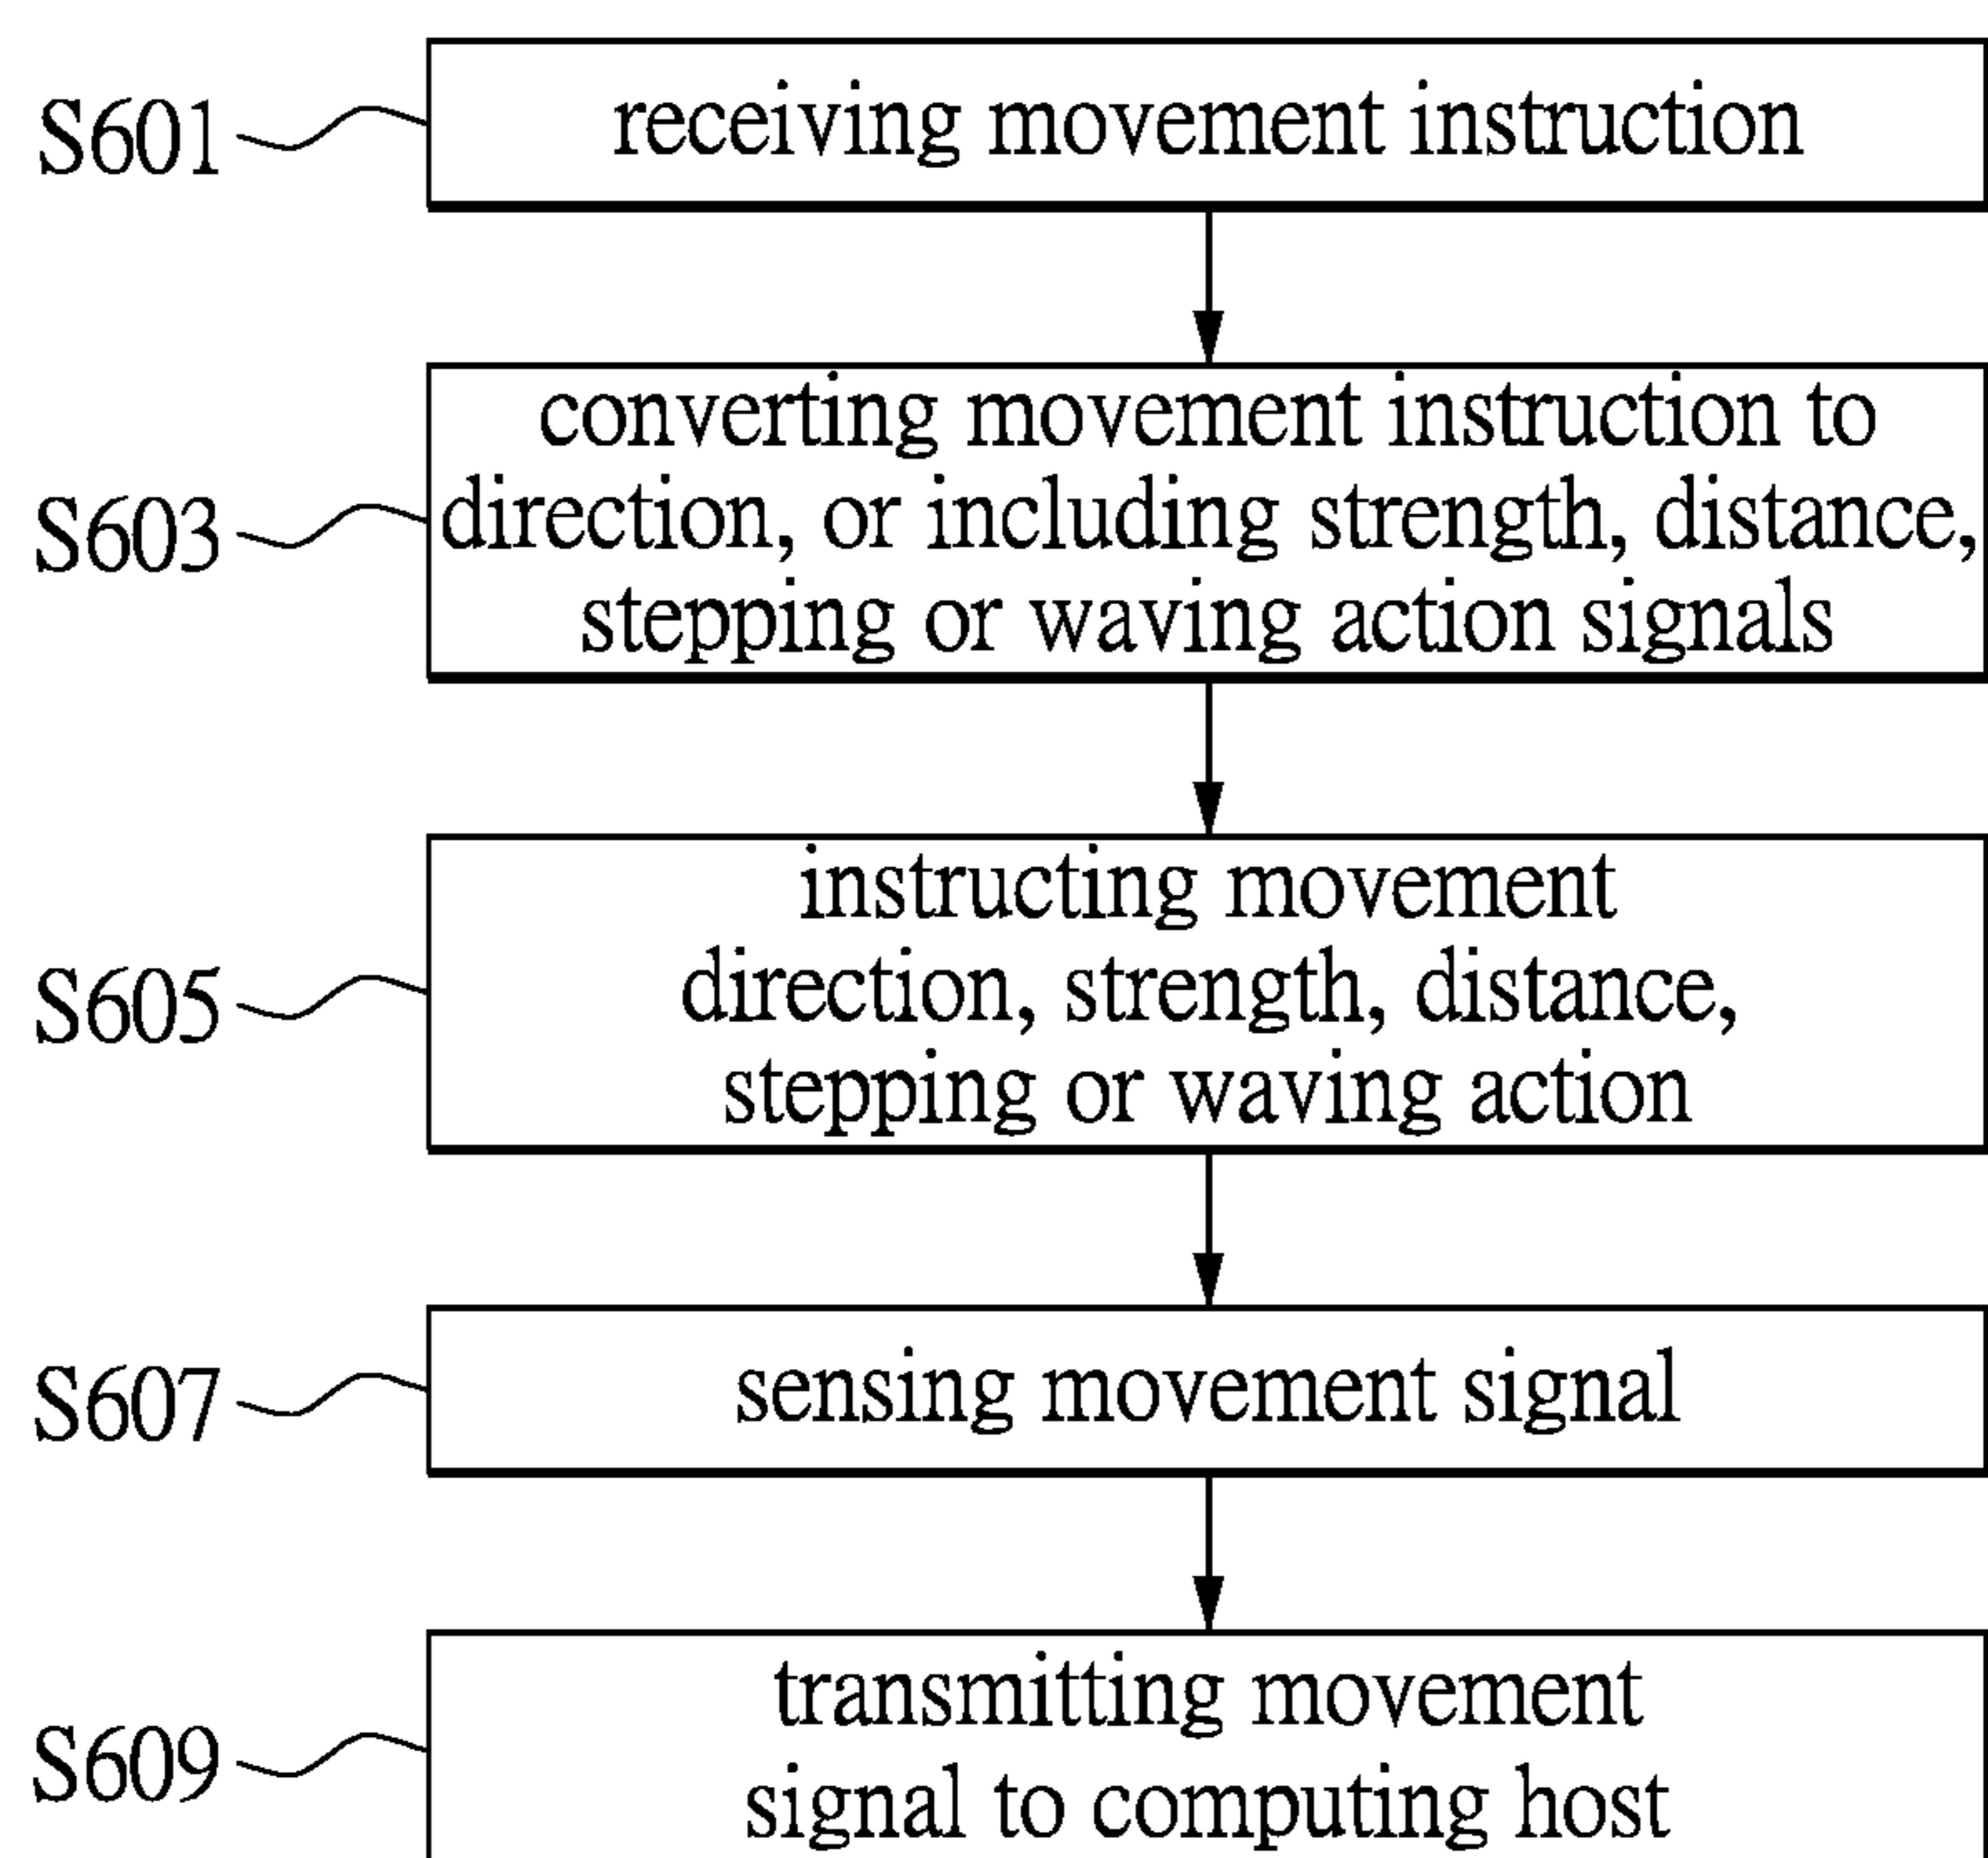 S601
receiving movement instruction
S603
converting movement instruction to
direction, or including strength, distance,
stepping or waving action signals
S605
instructing movement
direction, strength, distance,
stepping or waving action
S607
sensing movement signal
S609
transmitting movement
signal to computing host